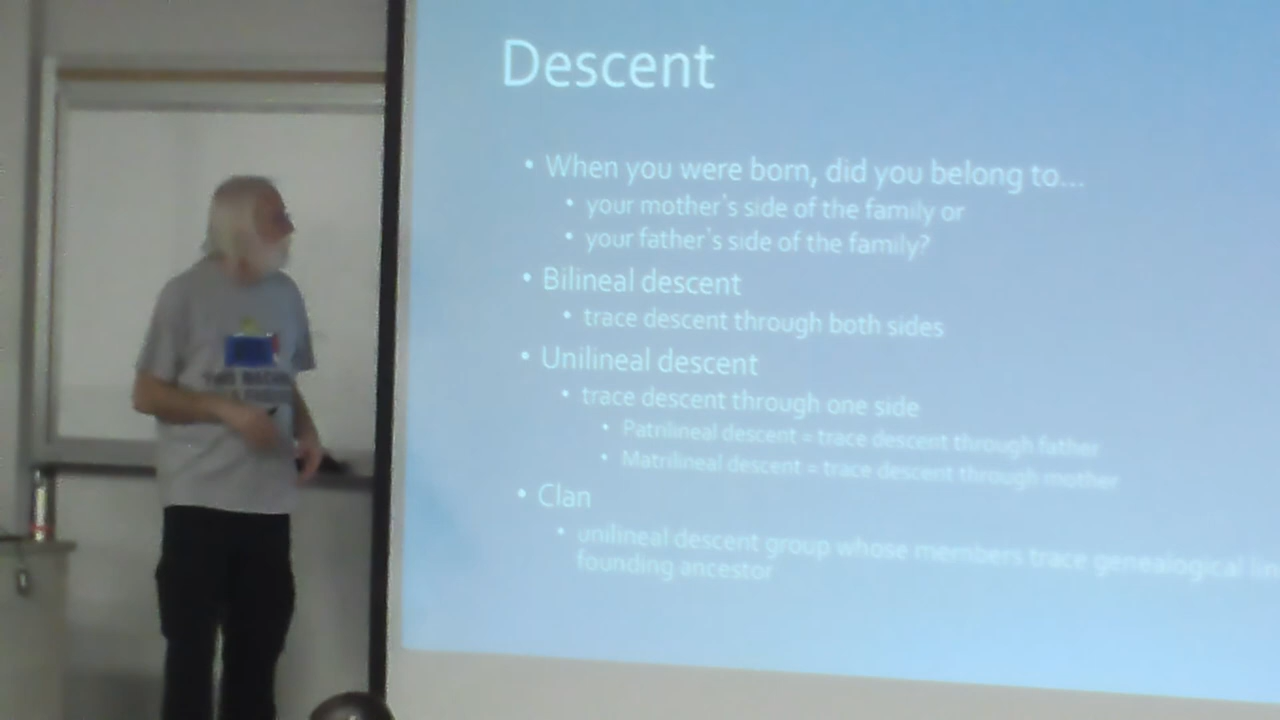 Descent
• When you were born, did you belong to...
• your mother's side of the family or
• your father's side of the family?
• Bilineal descent
• trace descent through both sides
• Unilineal descent
• trace descent through one side
• Patrilineal descent = trace descent through father
• Matrilineal descent = trace descent through mother
• Clan
• unilineal descent group whose members trace genealogical
founding ancestor